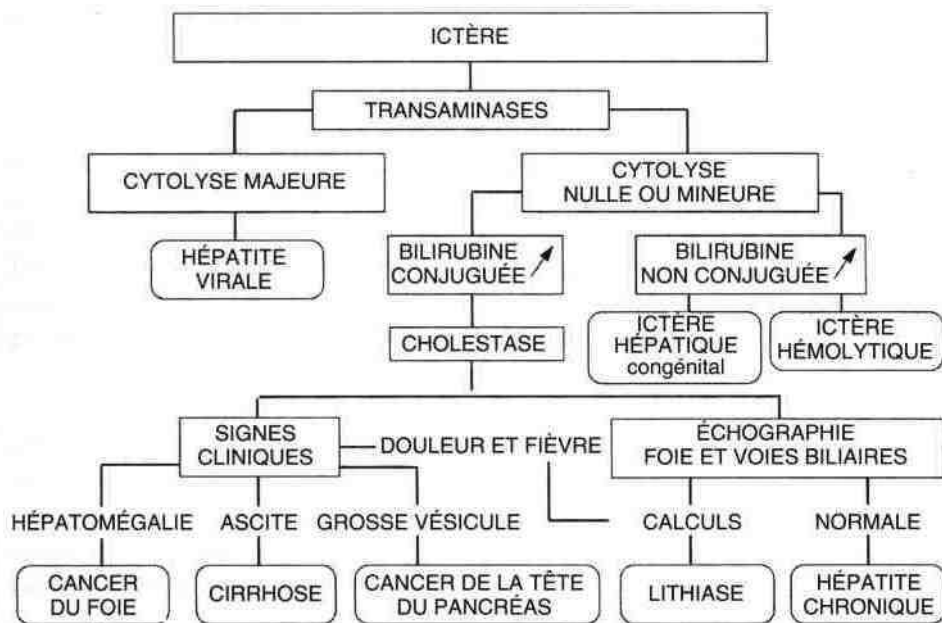 ICTÈRE
TRANSAMINASES
CYTOLYSE MAJEURE
CYTOLYSE
NULLE OU MINEURE
HÉPATITE
VIRALE
BILIRUBINE
CONJUGUÉE
BILIRUBINE
NON CONJUGUÉE
CHOLESTASE
ICTÈRE
HÉPATIQUE
congénital
ICTÈRE
HÉMOLYTIQUE
SIGNES
CLINIQUES
DOULEUR ET FIÈVRE
ÉCHOGRAPHIE
FOIE ET VOIES BILIAIRES
HÉPATOMÉGALIE
ASCITE
GROSSE VÉSICULE
CALCULS
NORMALE
CANCER
DU FOIE
CIRRHOSE
CANCER DE LA TÊTE
DU PANCRÉAS
LITHIASE
HÉPATITE
CHRONIQUE